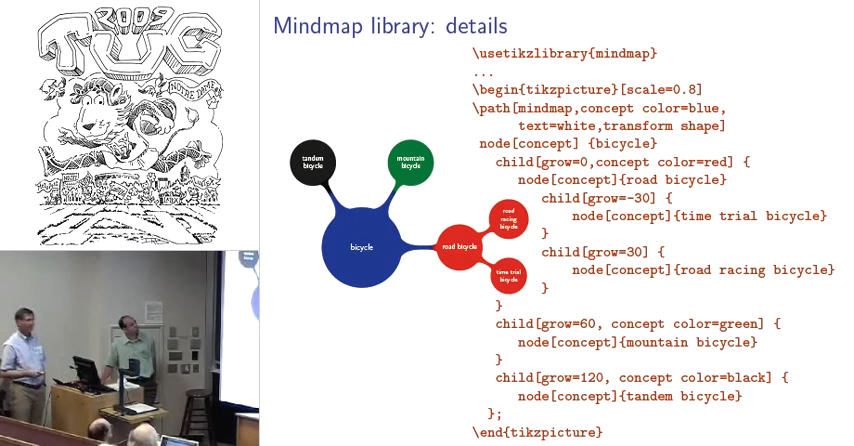 2009
TUG
NOTRE DAME
Mindmap library: details
\usetikzlibrary{mindmap}
...
\begin{tikzpicture}[scale=0.8]
\path[mindmap,concept color=blue,
text=white,transform shape]
node[concept] {bicycle}
child[grow=0,concept color=red] {
node[concept]{road bicycle}
child[grow=-30] {
node[concept]{time trial bicycle}
}
child[grow=30] {
node[concept]{road racing bicycle}
}
}
child[grow=60, concept color=green] {
node[concept]{mountain bicycle}
}
child[grow=120, concept color=black] {
node[concept]{tandem bicycle}
};
\end{tikzpicture}
tandem
bicycle
mountain
bicycle
bicycle
road bicycle
road
racing
bicycle
time trial
bicycle